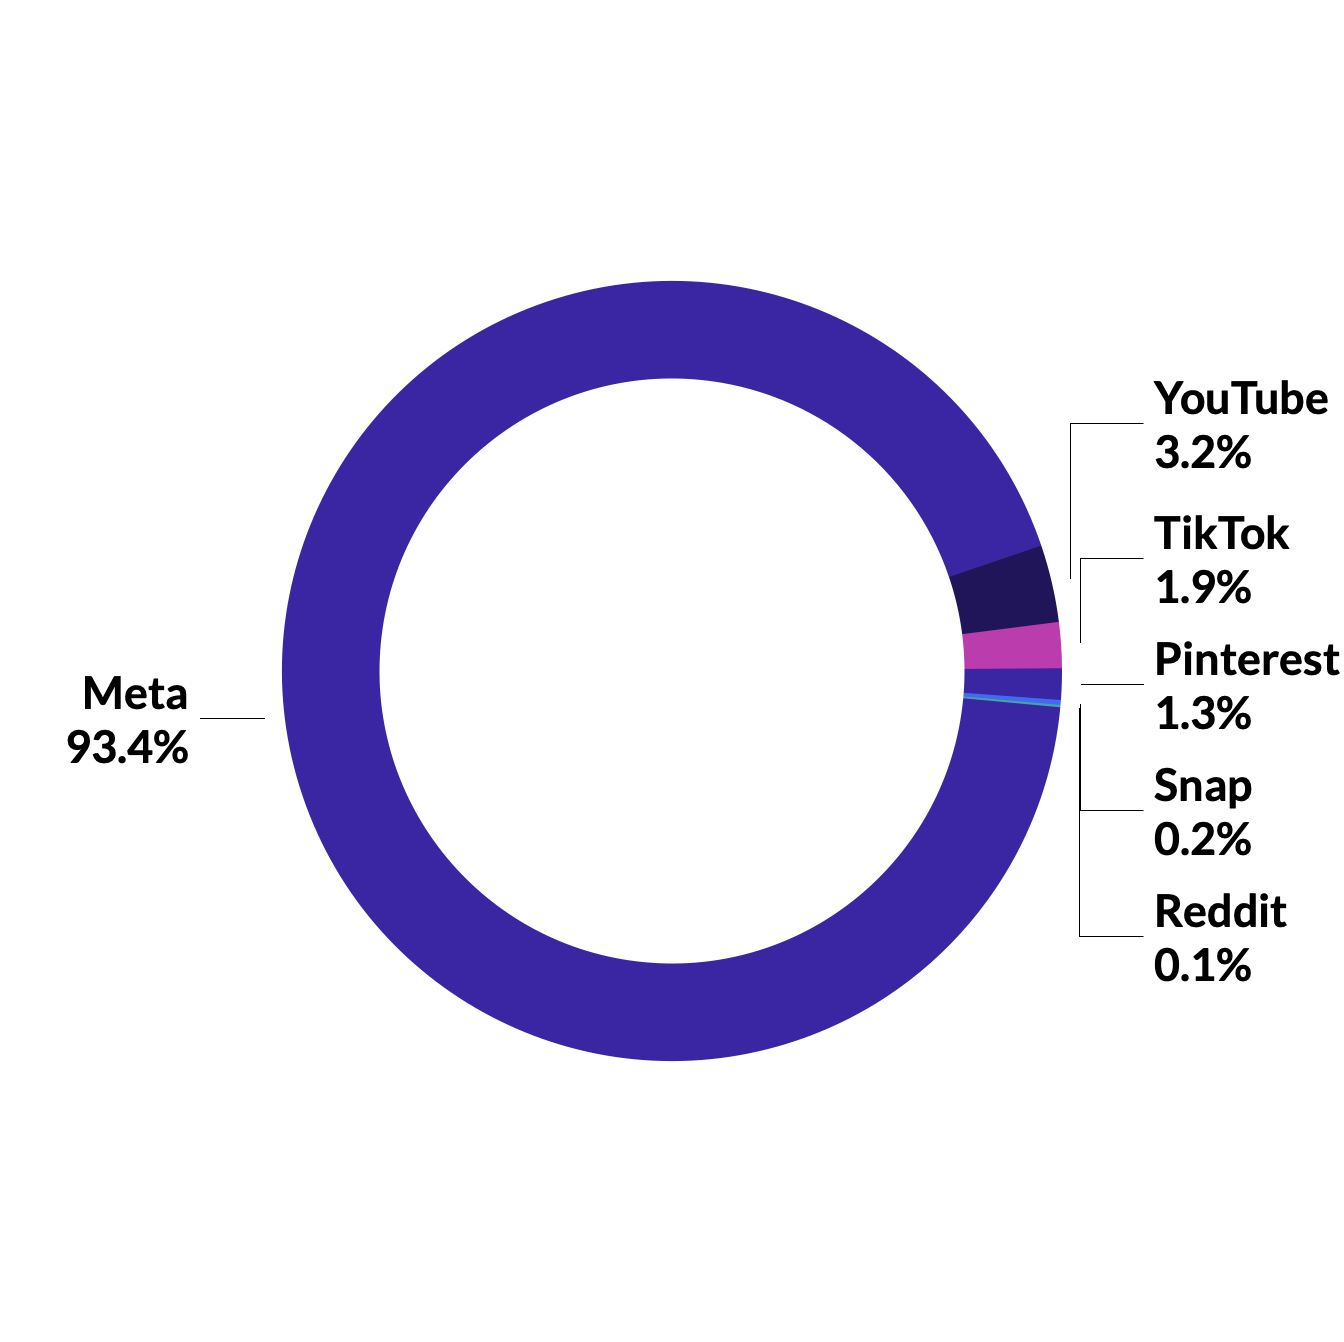 YouTube
3.2%
TikTok
1.9%
Pinterest
1.3%
Snap
0.2%
Reddit
0.1%
Meta
93.4%